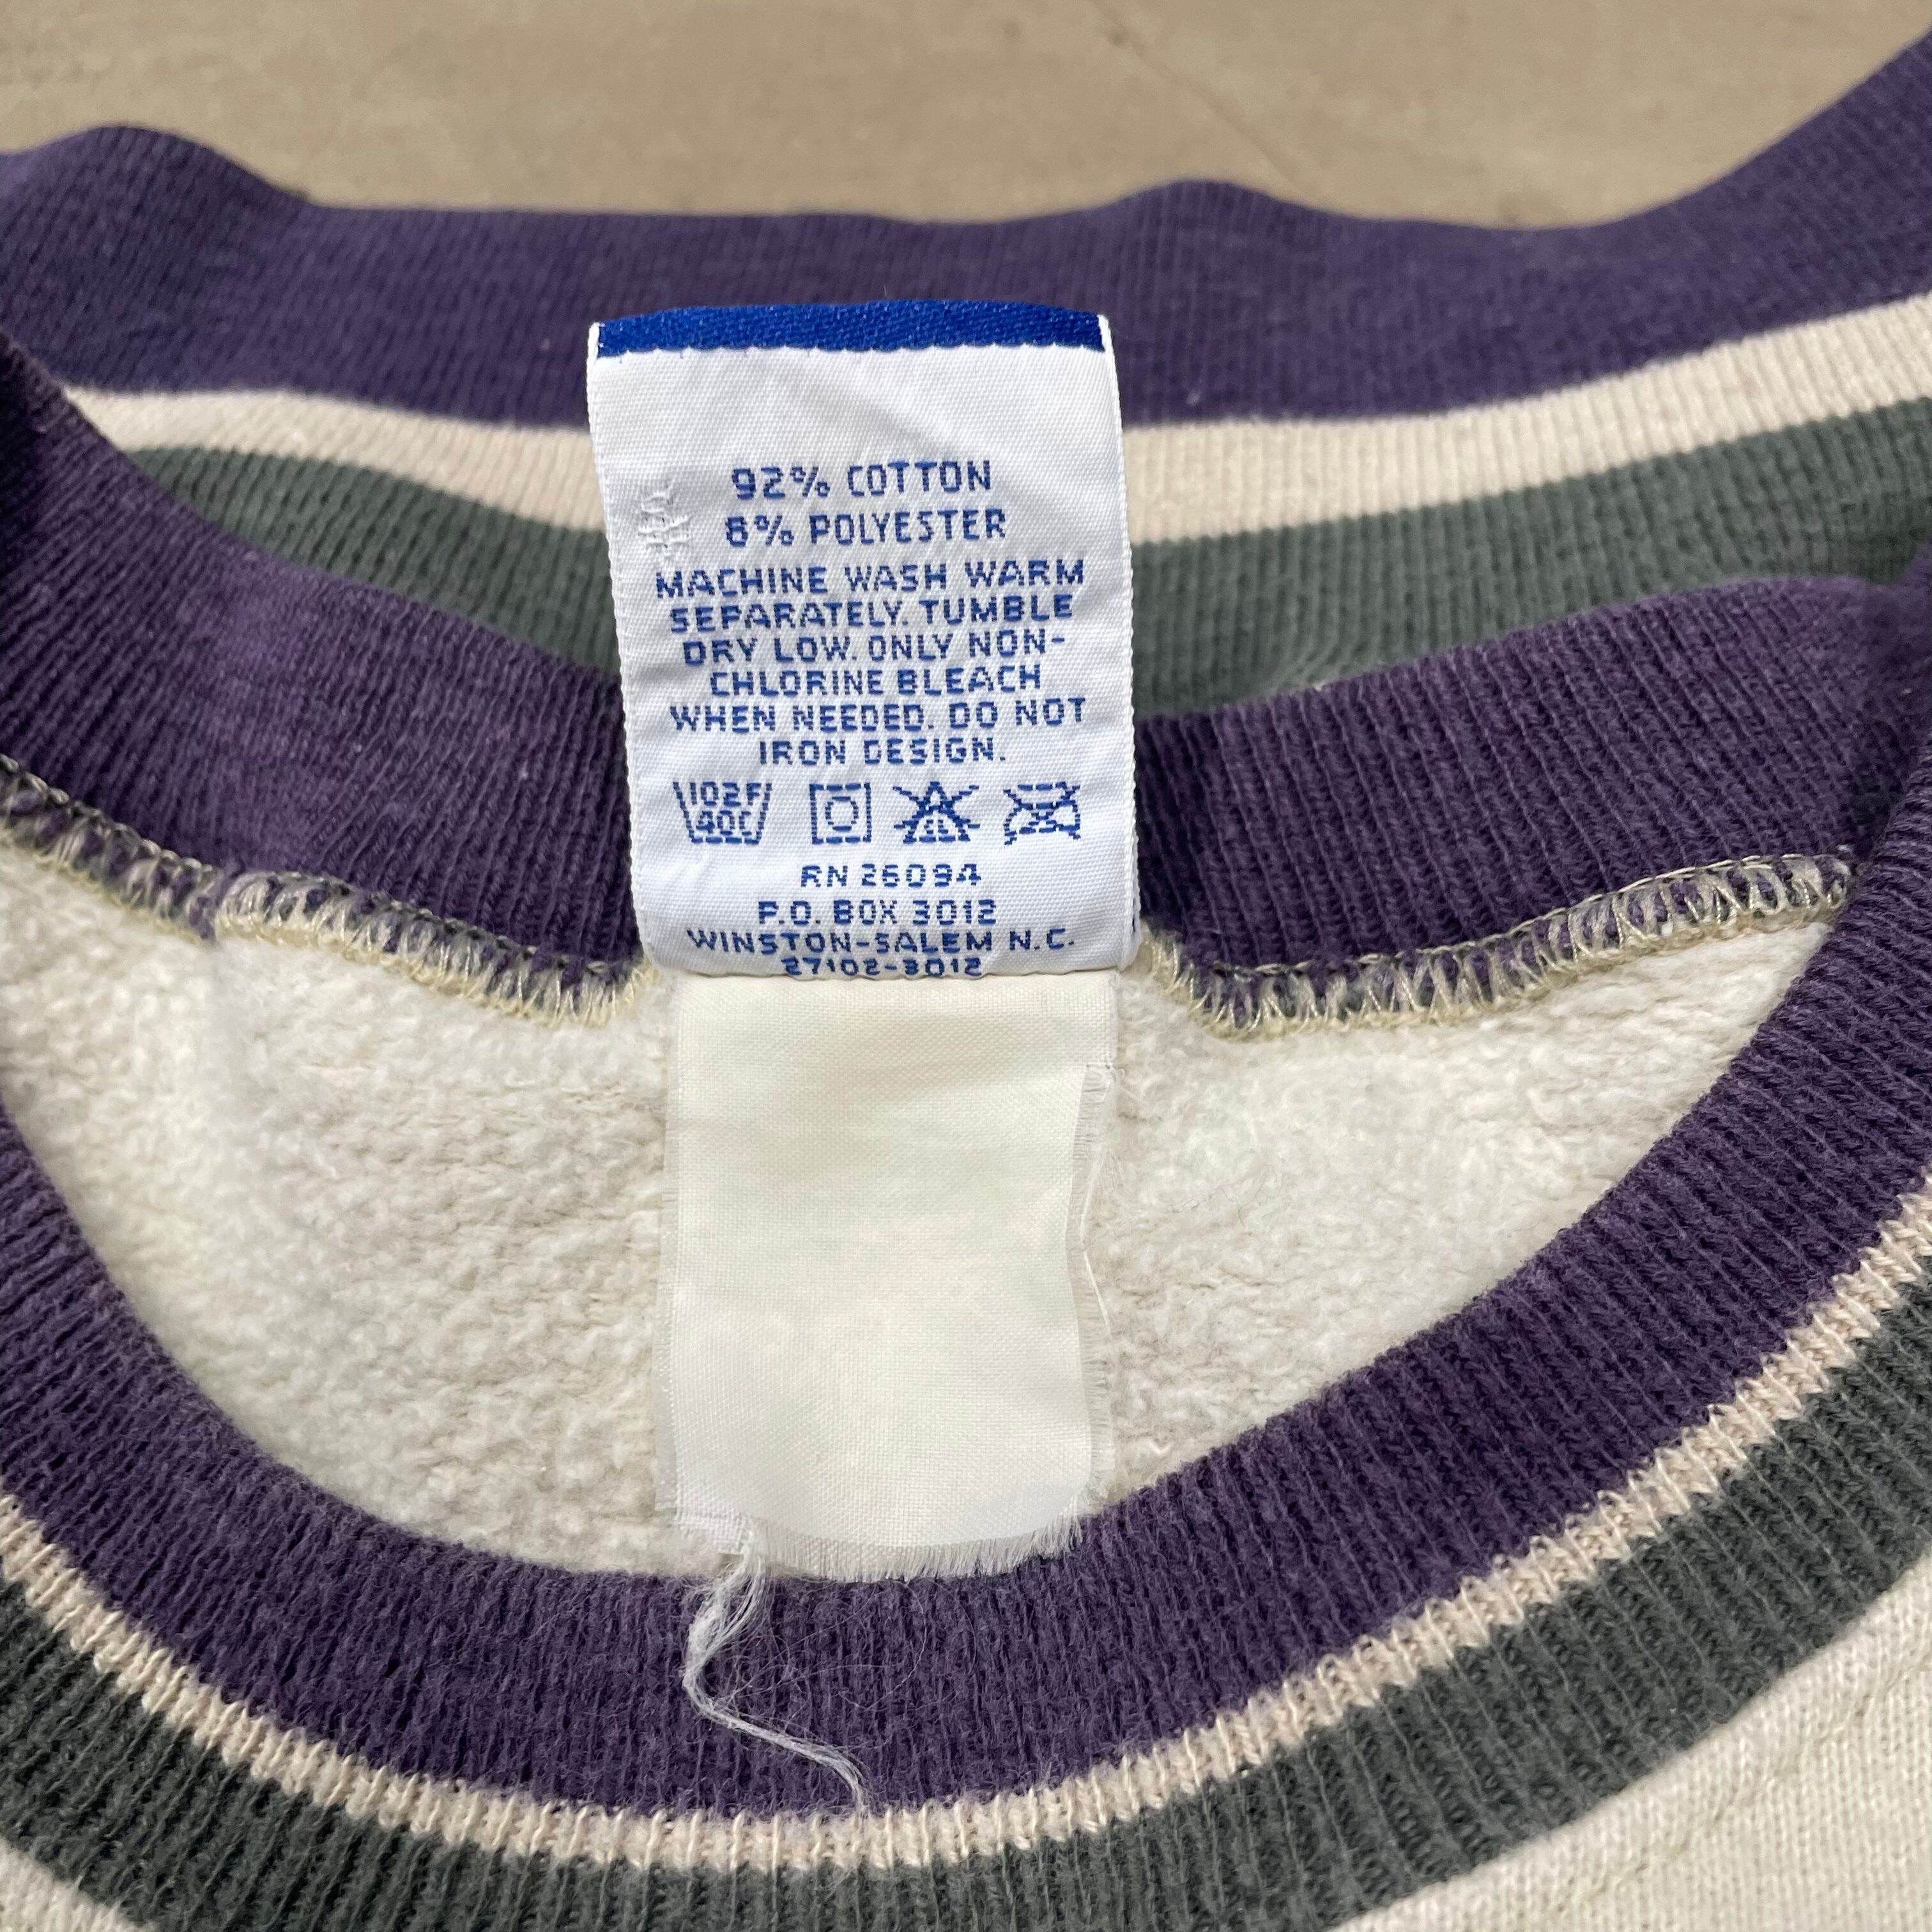 92% COTTON
8% POLYESTER
MACHINE WASH WARM
SEPARATELY. TUMBLE
DRY LOW. ONLY NON-
CHLORINE BLEACH
WHEN NEEDED. DO NOT
IRON DESIGN.
102F
40C
CL
RN 26094
P.O. BOX 3012
WINSTON-SALEM N.C.
27102-3012